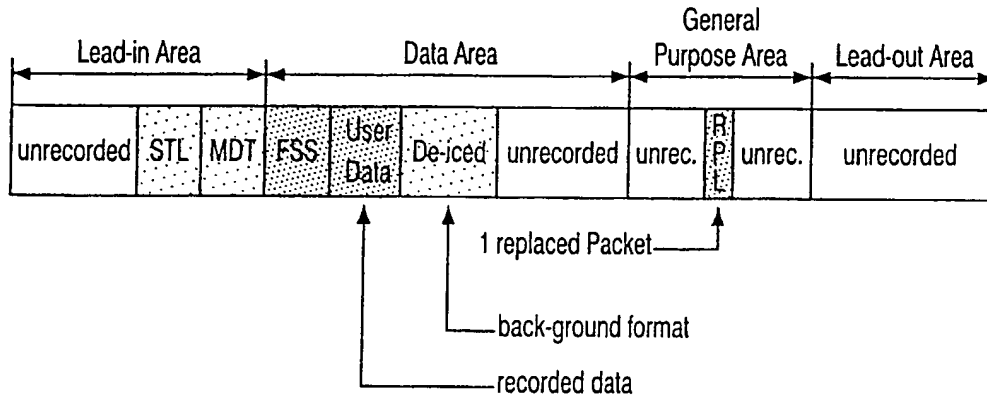 General
Lead-in Area Data Area Purpose Area Lead-out Area
unrecorded STL MDT FSS User Data De-iced unrecorded unrec. RPL unrec. unrecorded
1 replaced Packet
back-ground format
recorded data